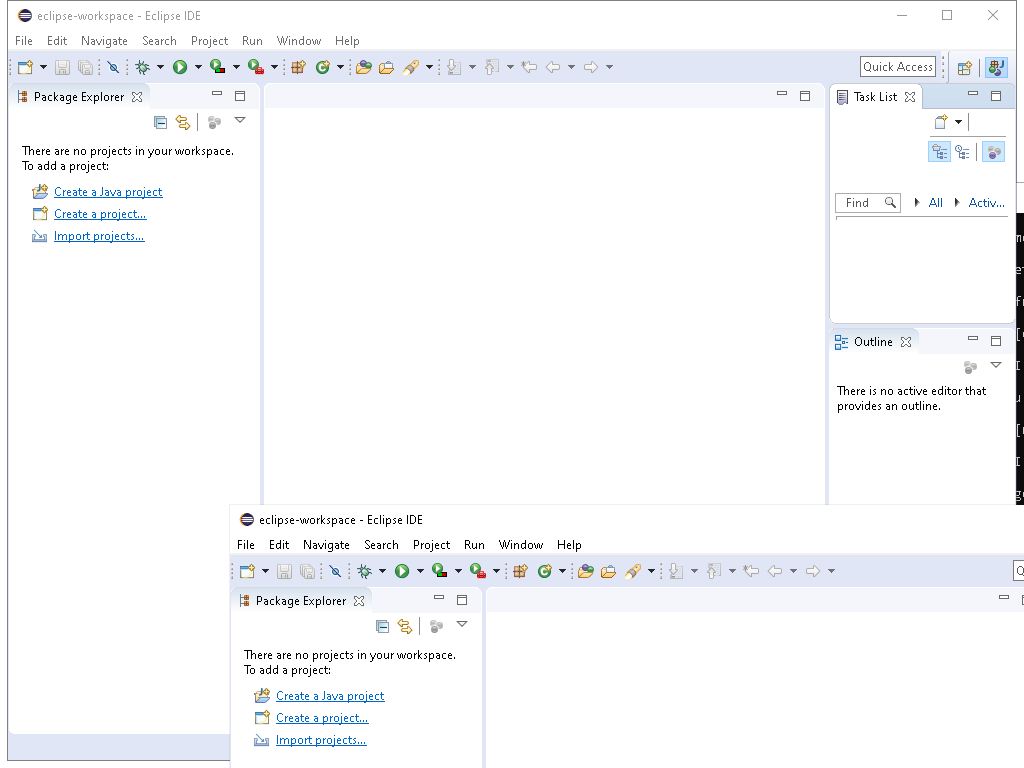 eclipse-workspace - Eclipse IDE
File Edit Navigate Search Project Run Window Help
Quick Access
Package Explorer
There are no projects in your workspace.
To add a project:
Create a Java project
Create a project...
Import projects...
Task List
Find All Activ...
Outline
There is no active editor that
provides an outline.
eclipse-workspace - Eclipse IDE
File Edit Navigate Search Project Run Window Help
Package Explorer
There are no projects in your workspace.
To add a project:
Create a Java project
Create a project...
Import projects...